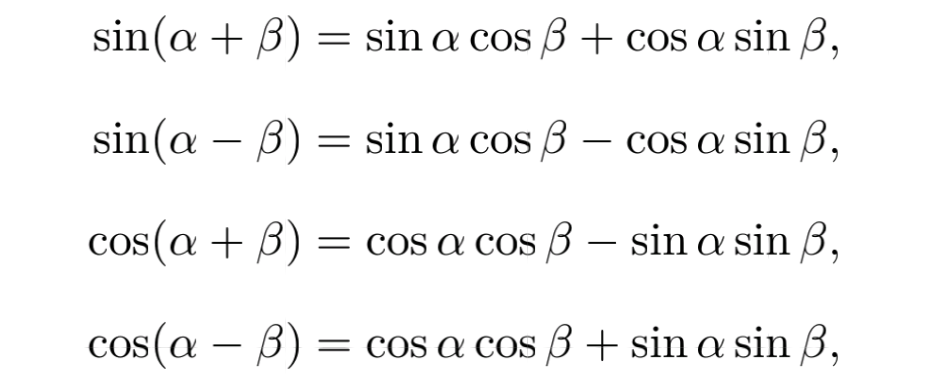 sin(α + β) = sin α cos β + cos α sin β,
sin(α − β) = sin α cos β − cos α sin β,
cos(α + β) = cos α cos β − sin α sin β,
cos(α − β) = cos α cos β + sin α sin β,